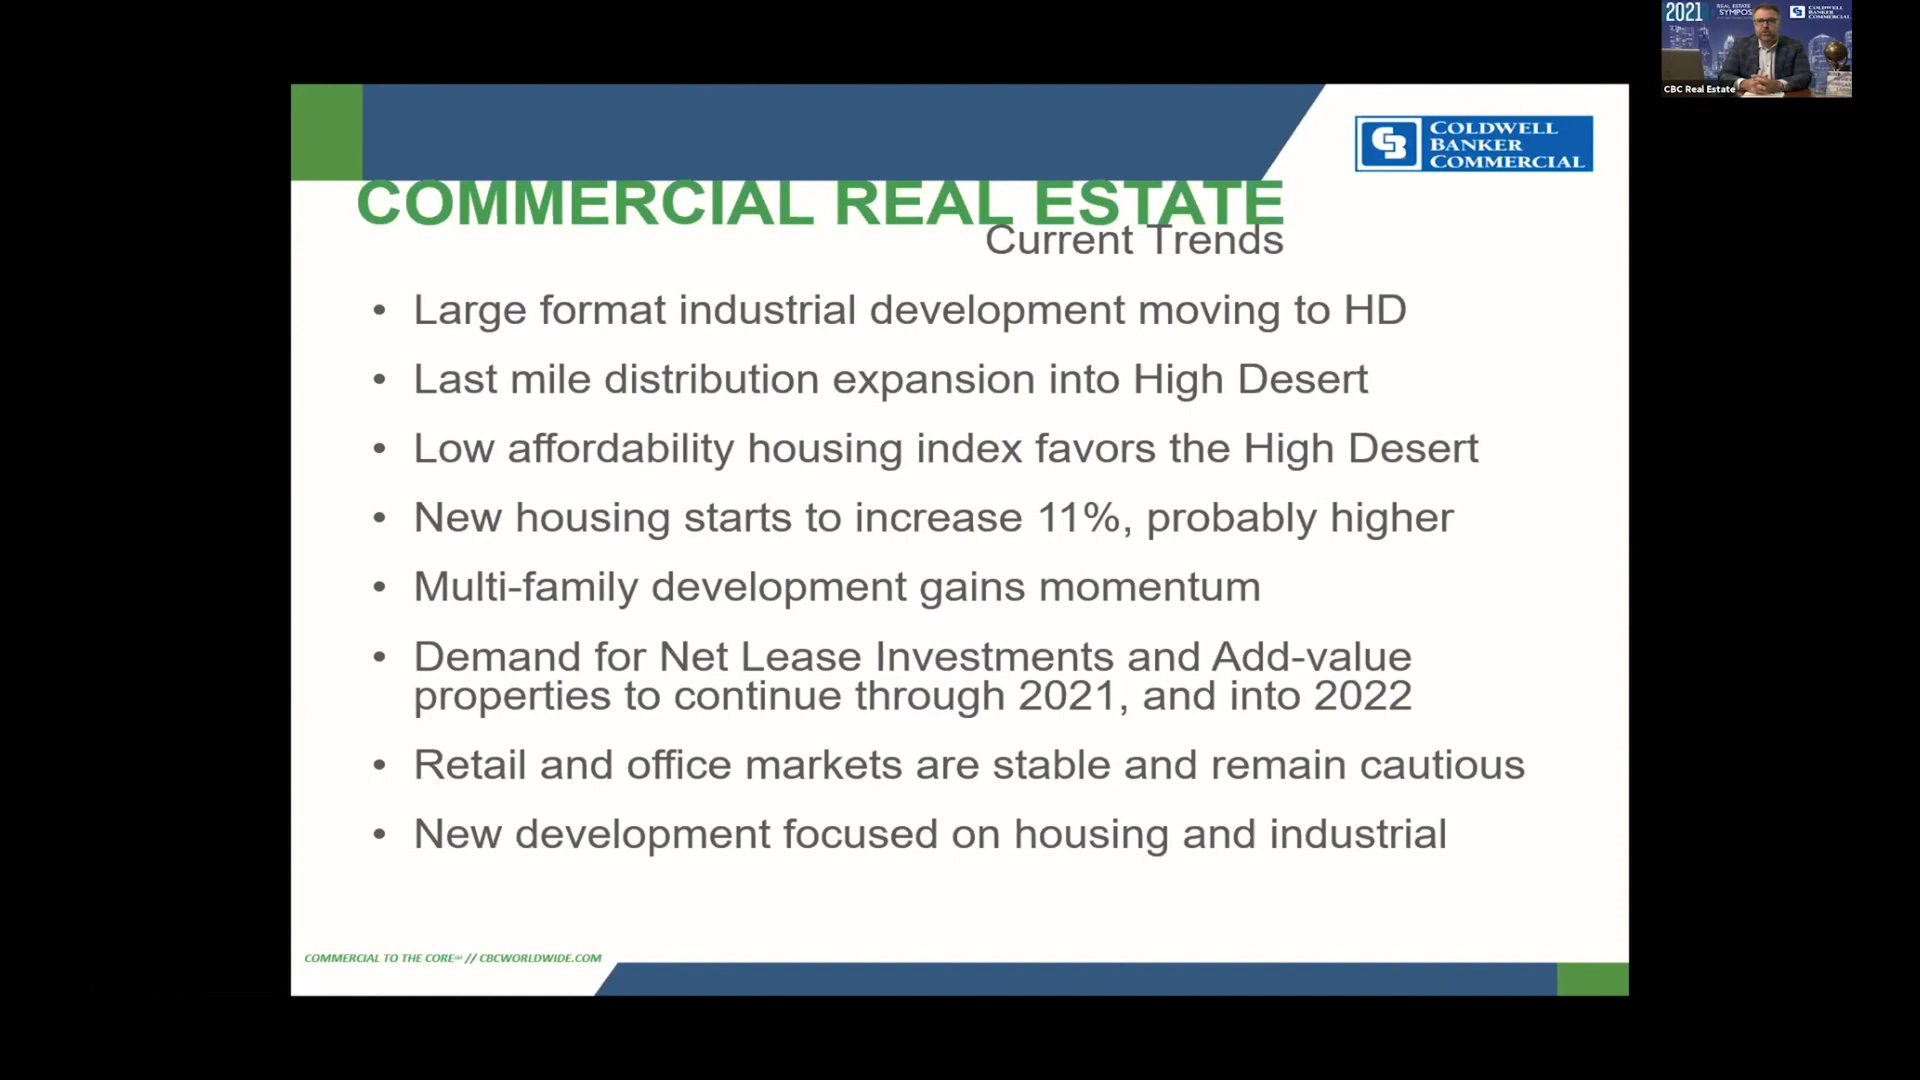 2021
REAL ESTATE
SYMPOS
COLDWELL
BANKER
COMMERCIAL
CBC Real Estate
COLDWELL
BANKER
COMMERCIAL
COMMERCIAL REAL ESTATE
Current Trends
• Large format industrial development moving to HD
• Last mile distribution expansion into High Desert
• Low affordability housing index favors the High Desert
• New housing starts to increase 11%, probably higher
• Multi-family development gains momentum
• Demand for Net Lease Investments and Add-value
properties to continue through 2021, and into 2022
• Retail and office markets are stable and remain cautious
• New development focused on housing and industrial
COMMERCIAL TO THE CORE℠ // CBCWORLDWIDE.COM